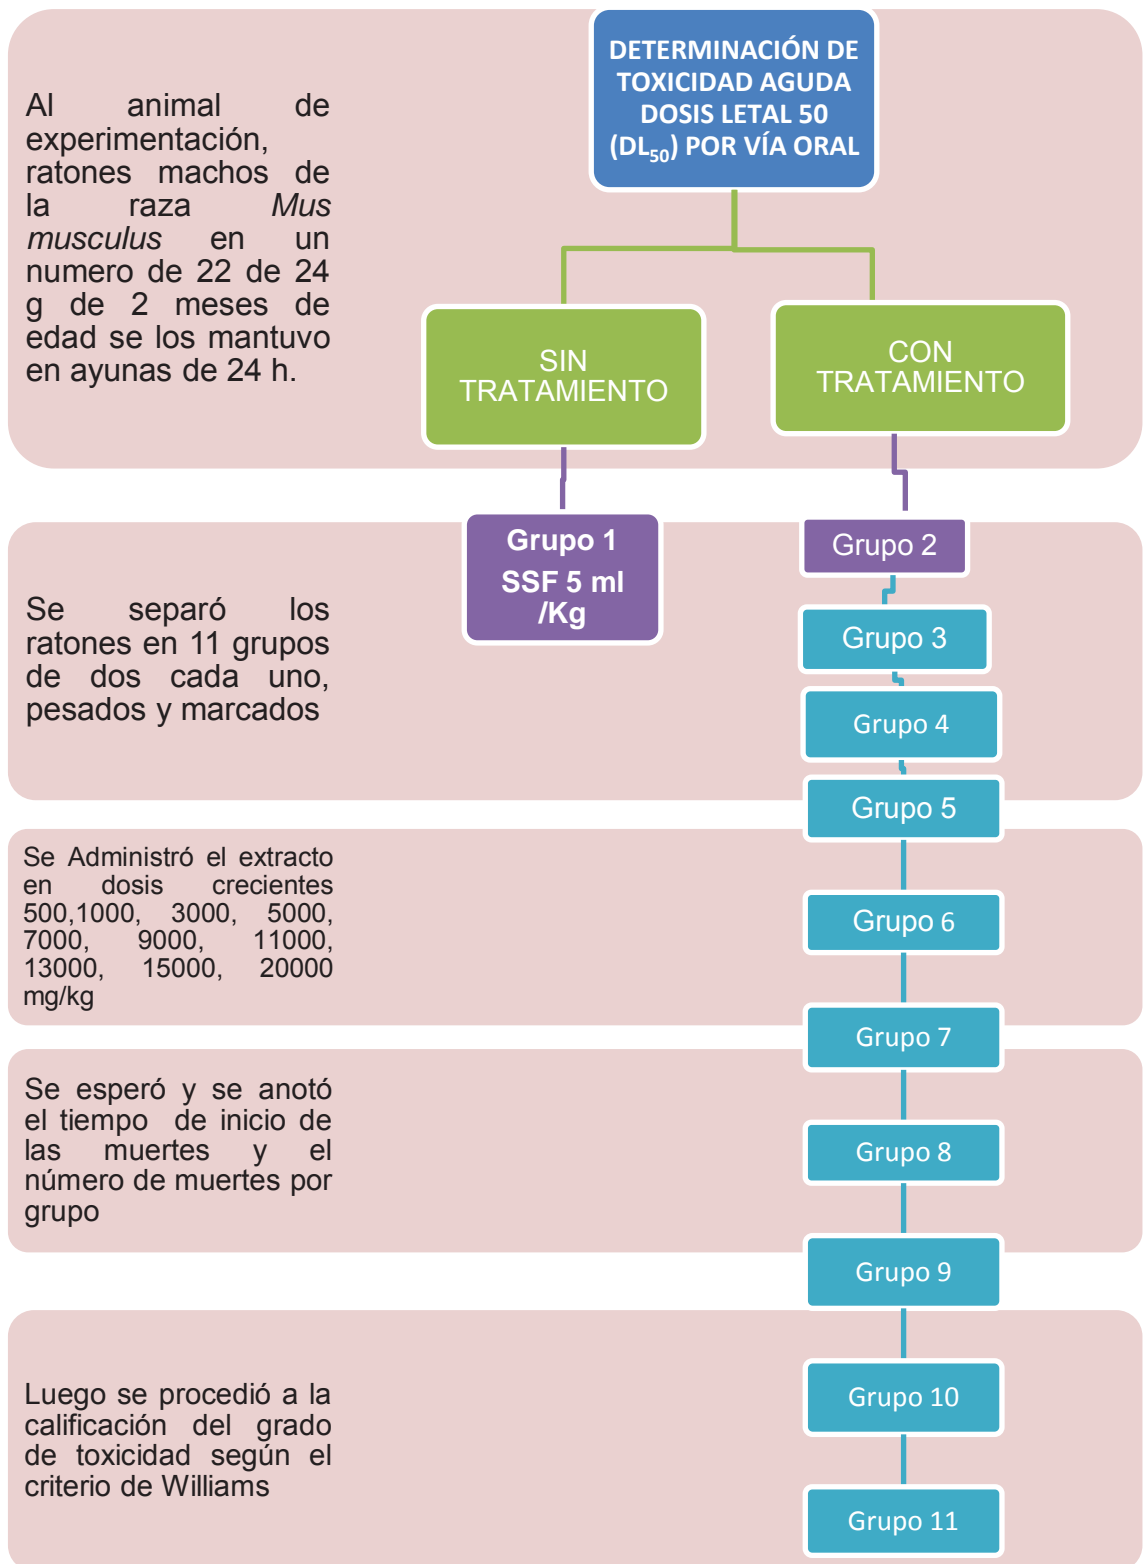 DETERMINACIÓN DE
TOXICIDAD AGUDA
DOSIS LETAL 50
(DL50) POR VÍA ORAL
Al animal de
experimentación,
ratones machos de
la raza Mus
musculus en un
numero de 22 de 24
g de 2 meses de
edad se los mantuvo
en ayunas de 24 h.
SIN
TRATAMIENTO
CON
TRATAMIENTO
Se separó los
ratones en 11 grupos
de dos cada uno,
pesados y marcados
Grupo 1
SSF 5 ml
/Kg
Grupo 2
Grupo 3
Grupo 4
Grupo 5
Se Administró el extracto
en dosis crecientes
500,1000, 3000, 5000,
7000, 9000, 11000,
13000, 15000, 20000
mg/kg
Grupo 6
Grupo 7
Se esperó y se anotó
el tiempo de inicio de
las muertes y el
número de muertes por
grupo
Grupo 8
Grupo 9
Luego se procedió a la
calificación del grado
de toxicidad según el
criterio de Williams
Grupo 10
Grupo 11